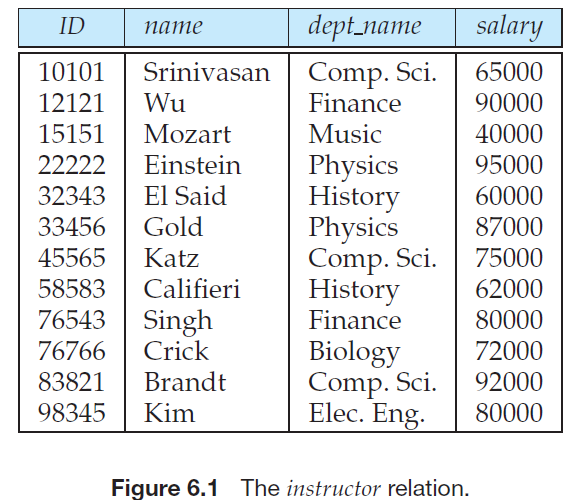 ID name dept_name salary
10101 Srinivasan Comp. Sci. 65000
12121 Wu Finance 90000
15151 Mozart Music 40000
22222 Einstein Physics 95000
32343 El Said History 60000
33456 Gold Physics 87000
45565 Katz Comp. Sci. 75000
58583 Califieri History 62000
76543 Singh Finance 80000
76766 Crick Biology 72000
83821 Brandt Comp. Sci. 92000
98345 Kim Elec. Eng. 80000
Figure 6.1 The instructor relation.